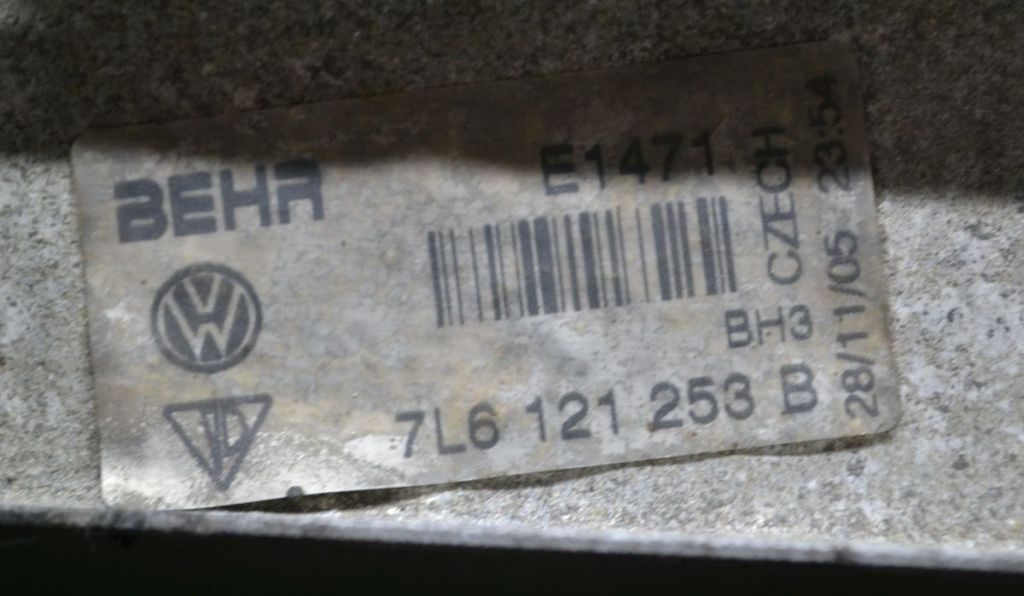 BEHR
E1471
BH3
7L6 121 253 B
CZECH
28/11/05 23:54